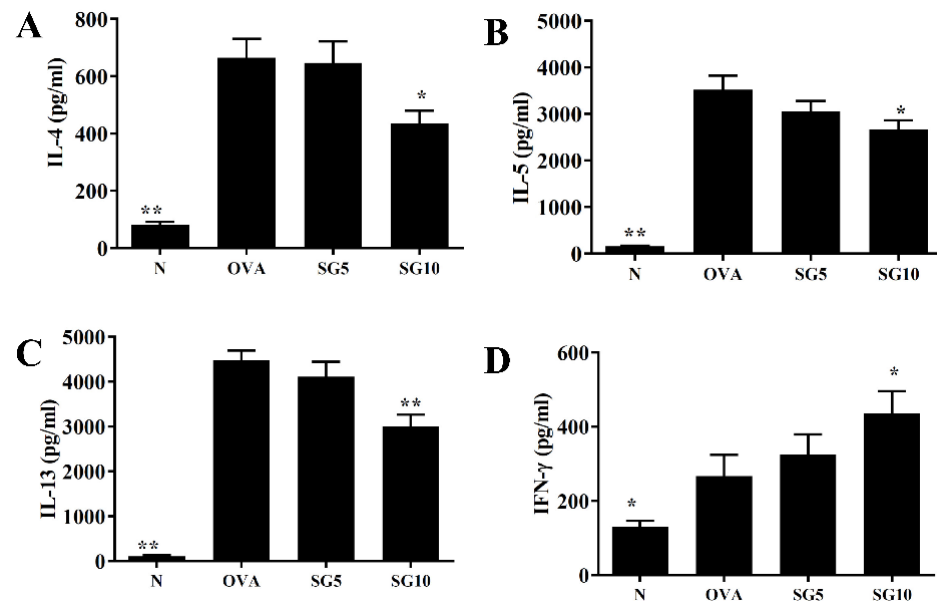 A
IL-4 (pg/ml)
800
600
400
200
0
**
*
N OVA SG5 SG10
B
IL-5 (pg/ml)
5000
4000
3000
2000
1000
0
**
*
N OVA SG5 SG10
C
IL-13 (pg/ml)
5000
4000
3000
2000
1000
0
**
**
N OVA SG5 SG10
D
IFN-γ (pg/ml)
600
400
200
0
*
*
N OVA SG5 SG10